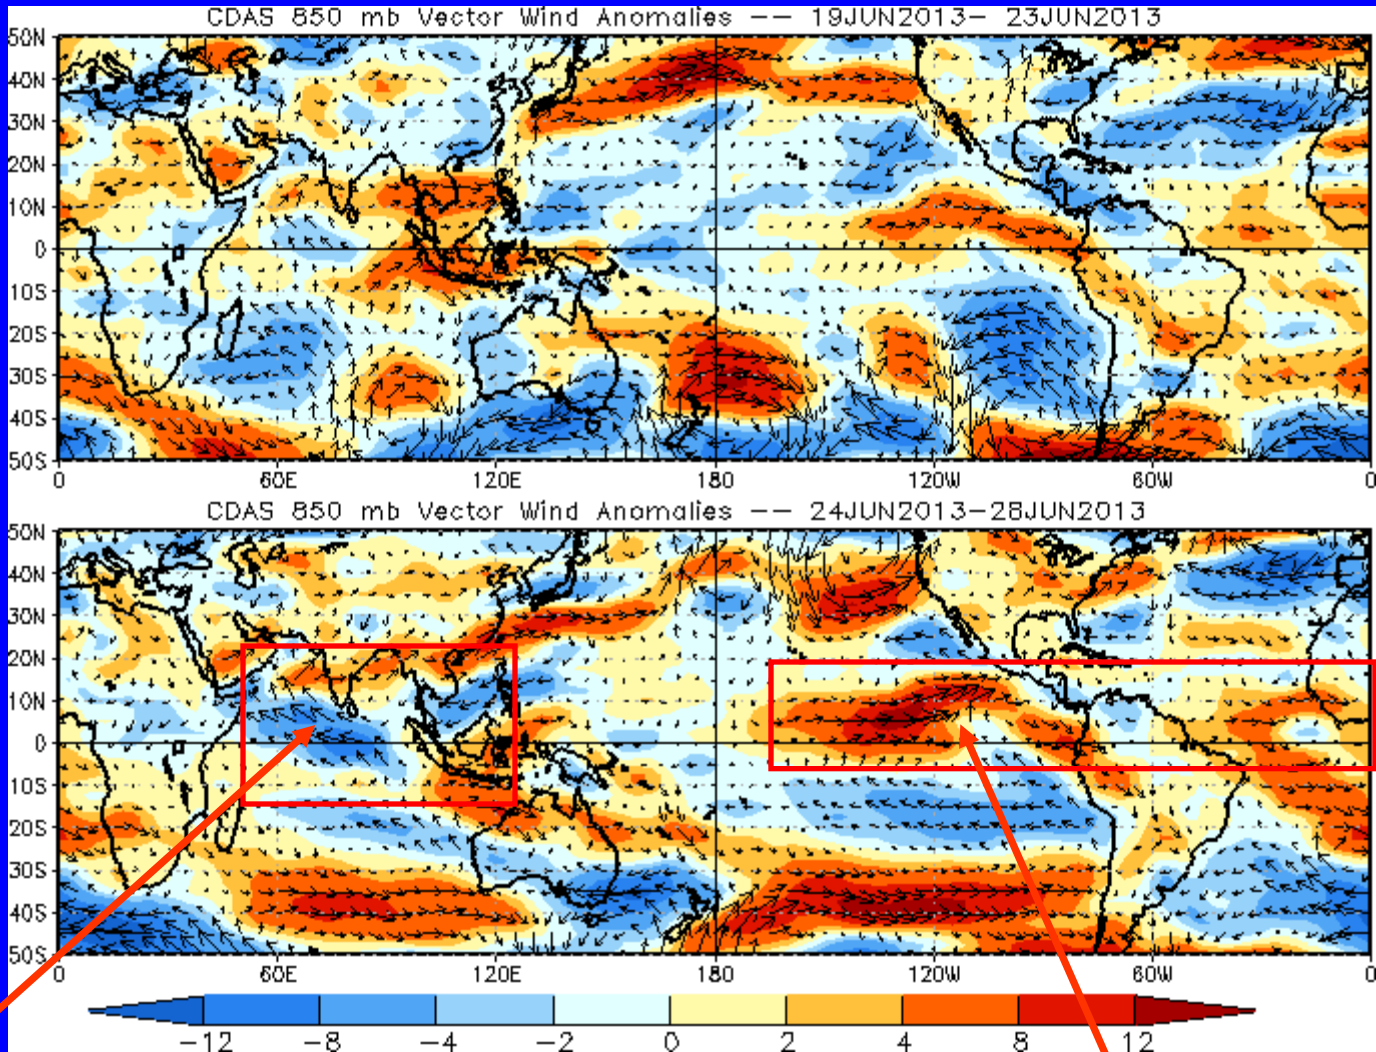 CDAS 850 mb Vector Wind Anomalies -- 19JUN2013- 23JUN2013
50N
40N
30N
20N
10N
0
10S
20S
30S
40S
50S
0 60E 120E 180 120W 60W 0
CDAS 850 mb Vector Wind Anomalies -- 24JUN2013-28JUN2013
50N
40N
30N
20N
10N
0
10S
20S
30S
40S
50S
0 60E 120E 180 120W 60W 0
-12 -8 -4 -2 0 2 4 8 12